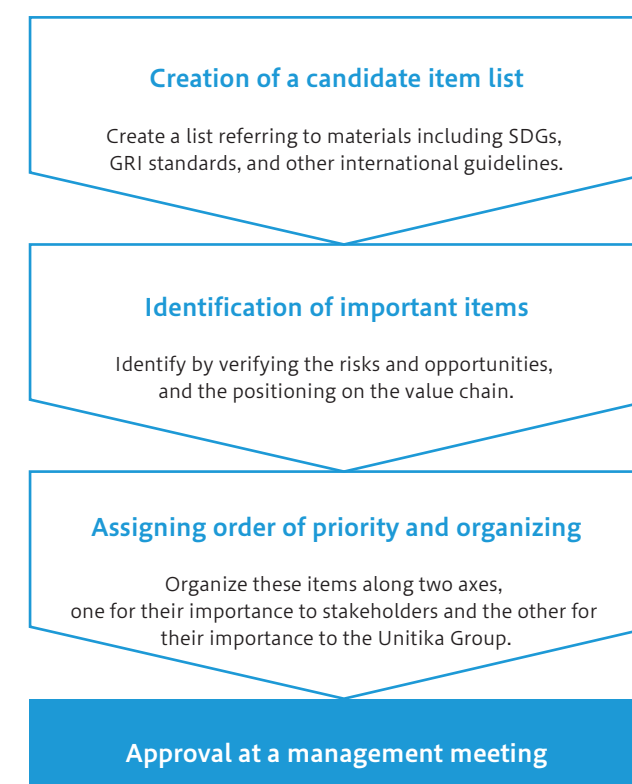 Creation of a candidate item list
Create a list referring to materials including SDGs,
GRI standards, and other international guidelines.
Identification of important items
Identify by verifying the risks and opportunities,
and the positioning on the value chain.
Assigning order of priority and organizing
Organize these items along two axes,
one for their importance to stakeholders and the other for
their importance to the Unitika Group.
Approval at a management meeting